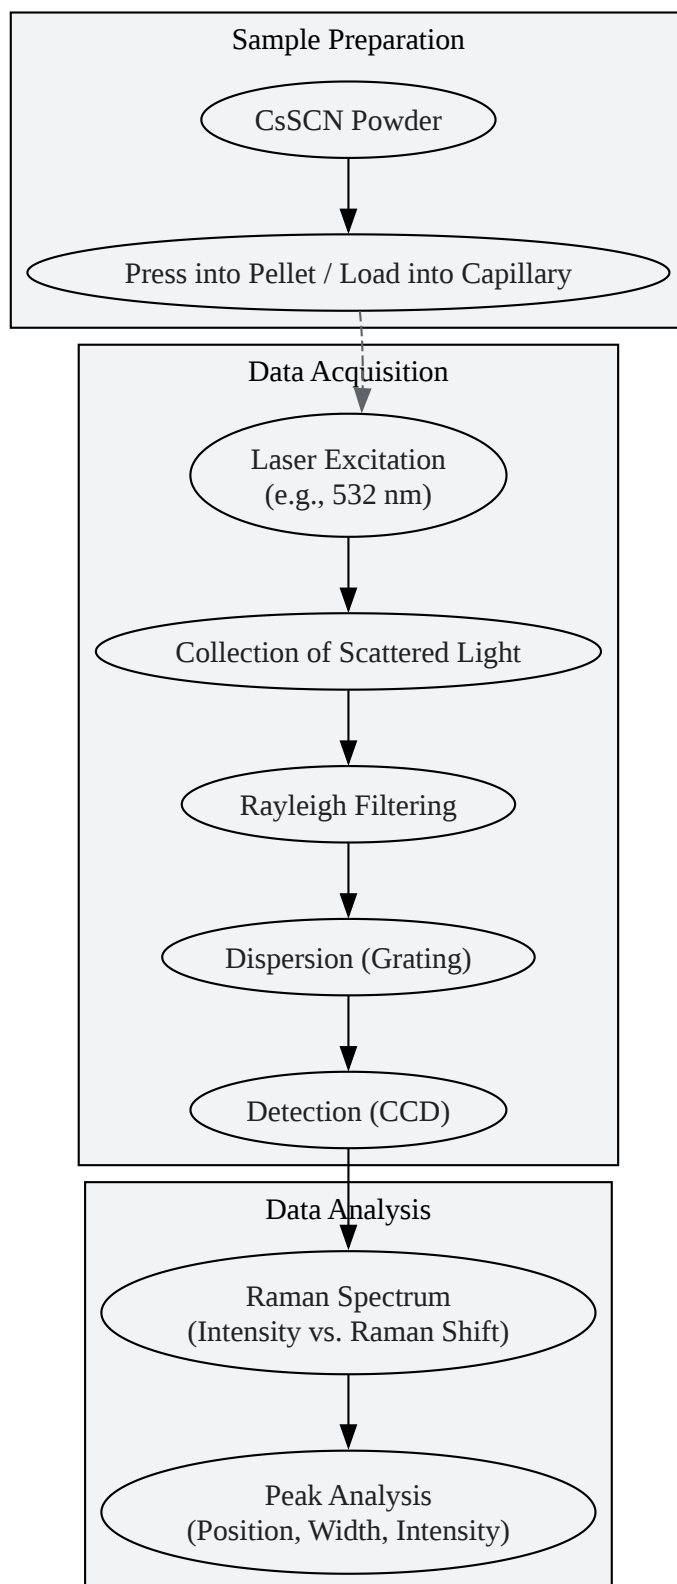 Sample Preparation
CsSCN Powder
Press into Pellet / Load into Capillary
Data Acquisition
Laser Excitation
(e.g., 532 nm)
Collection of Scattered Light
Rayleigh Filtering
Dispersion (Grating)
Detection (CCD)
Data Analysis
Raman Spectrum
(Intensity vs. Raman Shift)
Peak Analysis
(Position, Width, Intensity)